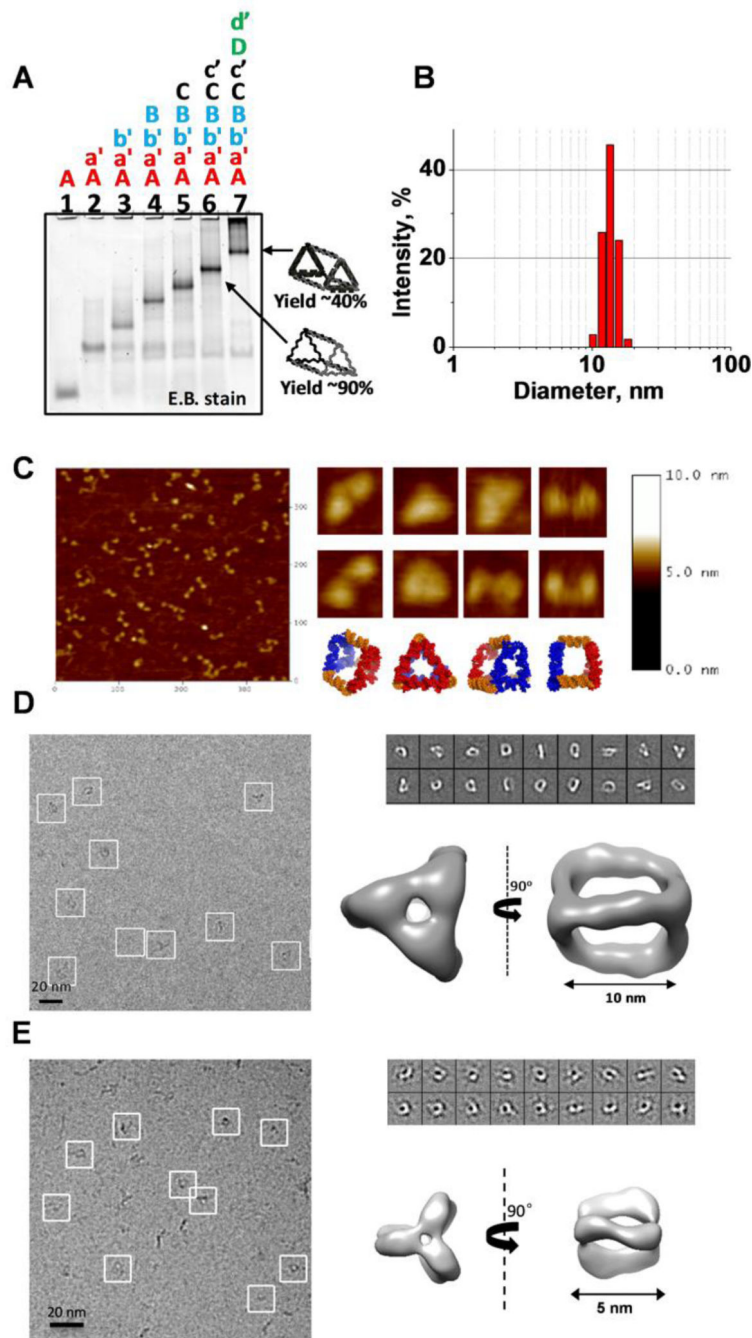 A
d'
D
c' c'
C C C
B B B B
b' b' b' b' b'
a' a' a' a' a' a'
A A A A A A A
1 2 3 4 5 6 7
Yield ~40%
Yield ~90%
E.B. stain
B
Intensity, %
40
20
0
1 10 100
Diameter, nm
C
300
200
100
0
0 100 200 300
10.0 nm
5.0 nm
0.0 nm
D
20 nm
90°
10 nm
E
20 nm
90°
5 nm